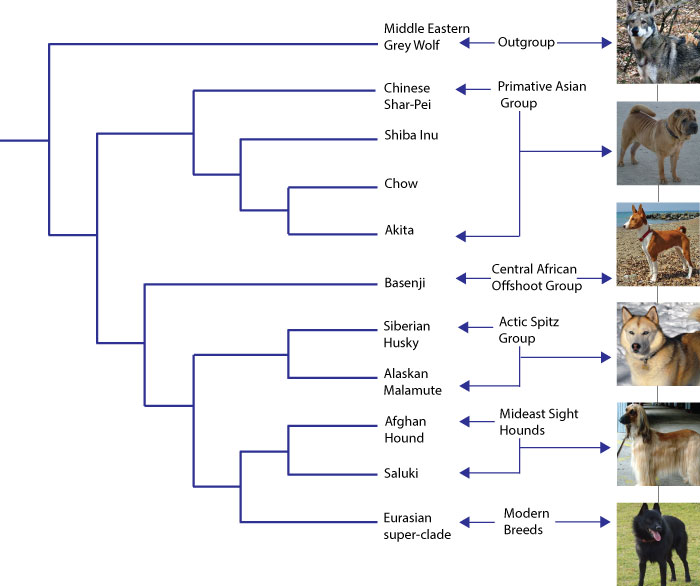 Middle Eastern
Grey Wolf
Outgroup
Chinese
Shar-Pei
Primative Asian
Group
Shiba Inu
Chow
Akita
Basenji
Central African
Offshoot Group
Siberian
Husky
Actic Spitz
Group
Alaskan
Malamute
Afghan
Hound
Mideast Sight
Hounds
Saluki
Eurasian
super-clade
Modern
Breeds